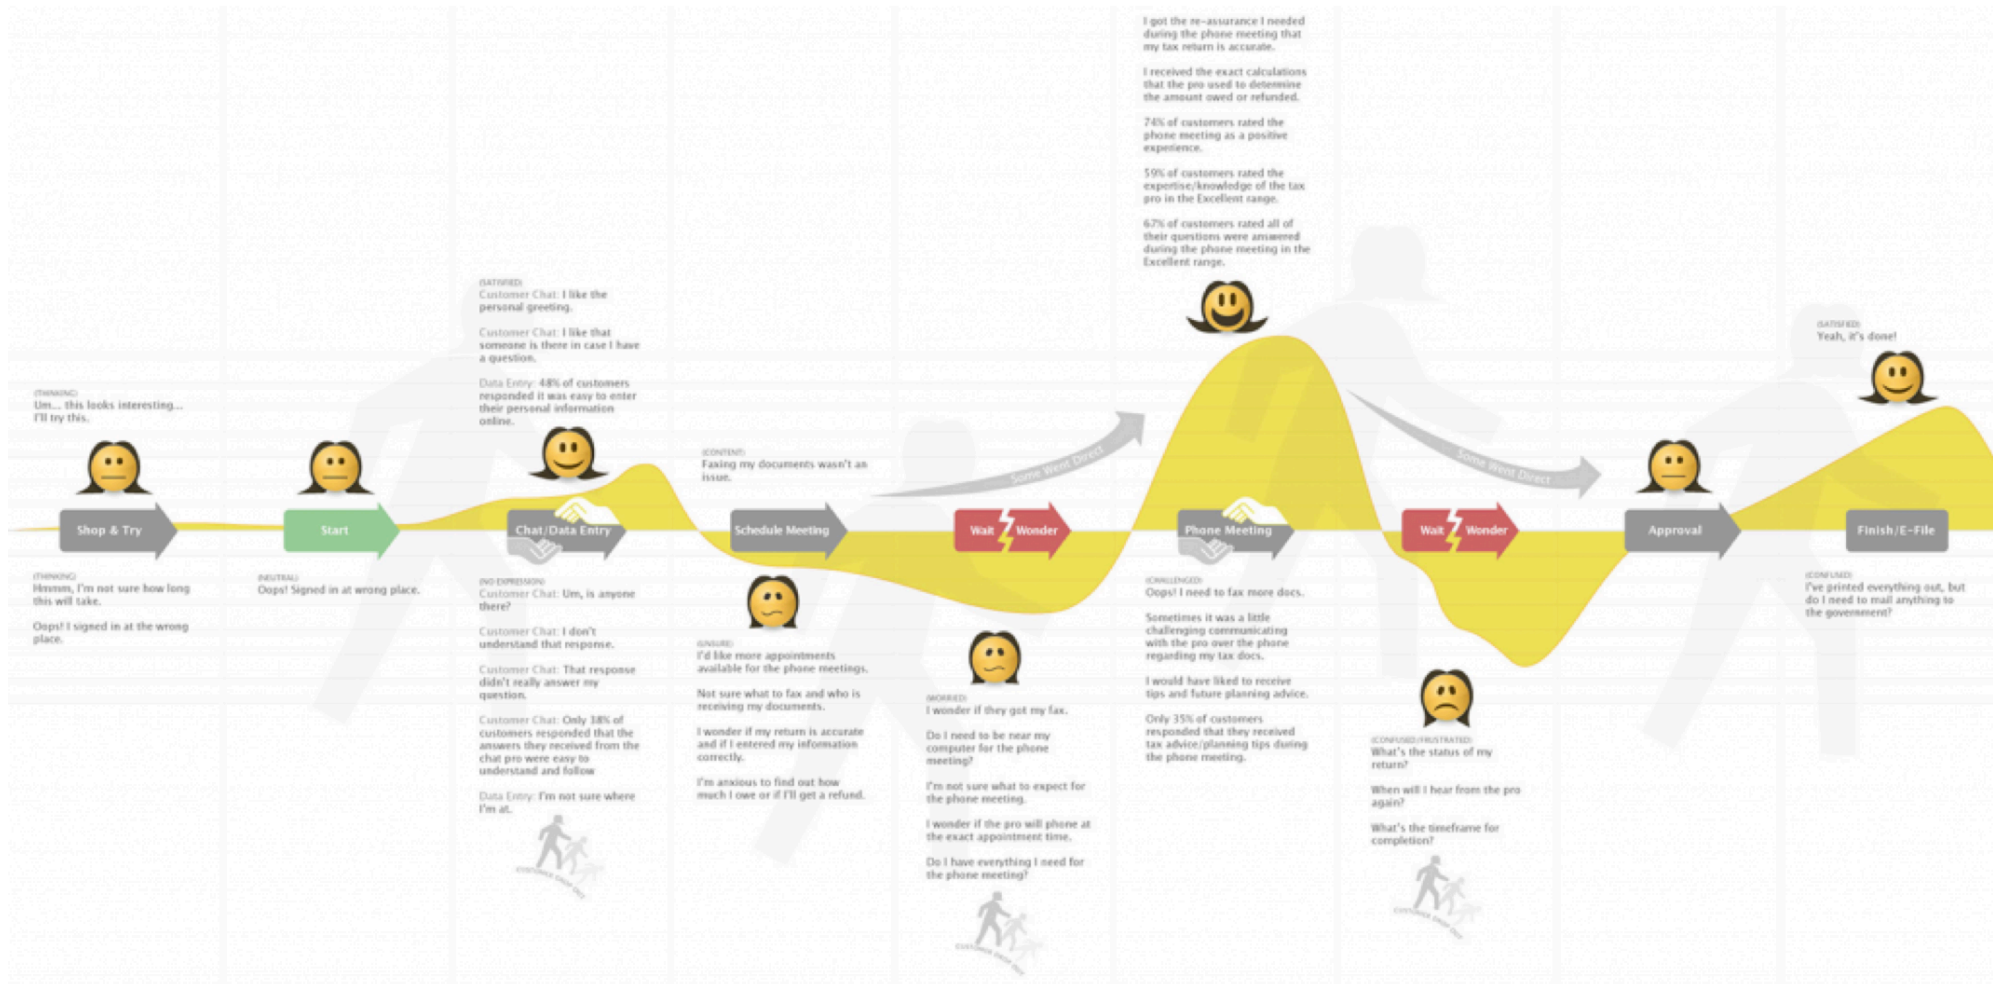 (THINKING)
Um... this looks interesting...
I'll try this.
Shop & Try
(THINKING)
Hmmm, I'm not sure how long
this will take.
Oops! I signed in at the wrong
place.
Start
(NEUTRAL)
Oops! Signed in at wrong place.
(SATISFIED)
Customer Chat: I like the
personal greeting.
Customer Chat: I like that
someone is there in case I have
a question.
Data Entry: 48% of customers
responded it was easy to enter
their personal information
online.
Chat/Data Entry
(NO EXPRESSION)
Customer Chat: Um, is anyone
there?
Customer Chat: I don't
understand that response.
Customer Chat: That response
didn't really answer my
question.
Customer Chat: Only 38% of
customers responded that the
answers they received from the
chat pro were easy to
understand and follow
Data Entry: I'm not sure where
I'm at.
CUSTOMER DROP OUT
(CONTENT)
Faxing my documents wasn't an
issue.
Schedule Meeting
(UNSURE)
I'd like more appointments
available for the phone meetings.
Not sure what to fax and who is
receiving my documents.
I wonder if my return is accurate
and if I entered my information
correctly.
I'm anxious to find out how
much I owe or if I'll get a refund.
Some Went Direct
Wait Wonder
(WORRIED)
I wonder if they got my fax.
Do I need to be near my
computer for the phone
meeting?
I'm not sure what to expect for
the phone meeting.
I wonder if the pro will phone at
the exact appointment time.
Do I have everything I need for
the phone meeting?
CUSTOMER DROP OUT
I got the re-assurance I needed
during the phone meeting that
my tax return is accurate.
I received the exact calculations
that the pro used to determine
the amount owed or refunded.
74% of customers rated the
phone meeting as a positive
experience.
59% of customers rated the
expertise/knowledge of the tax
pro in the Excellent range.
67% of customers rated all of
their questions were answered
during the phone meeting in the
Excellent range.
Phone Meeting
(CHALLENGED)
Oops! I need to fax more docs.
Sometimes it was a little
challenging communicating
with the pro over the phone
regarding my tax docs.
I would have liked to receive
tips and future planning advice.
Only 35% of customers
responded that they received
tax advice/planning tips during
the phone meeting.
Some Went Direct
Wait Wonder
(CONFUSED/FRUSTRATED)
What's the status of my
return?
When will I hear from the pro
again?
What's the timeframe for
completion?
CUSTOMER DROP OUT
Approval
(SATISFIED)
Yeah, it's done!
Finish/E-File
(CONFUSED)
I've printed everything out, but
do I need to mail anything to
the government?